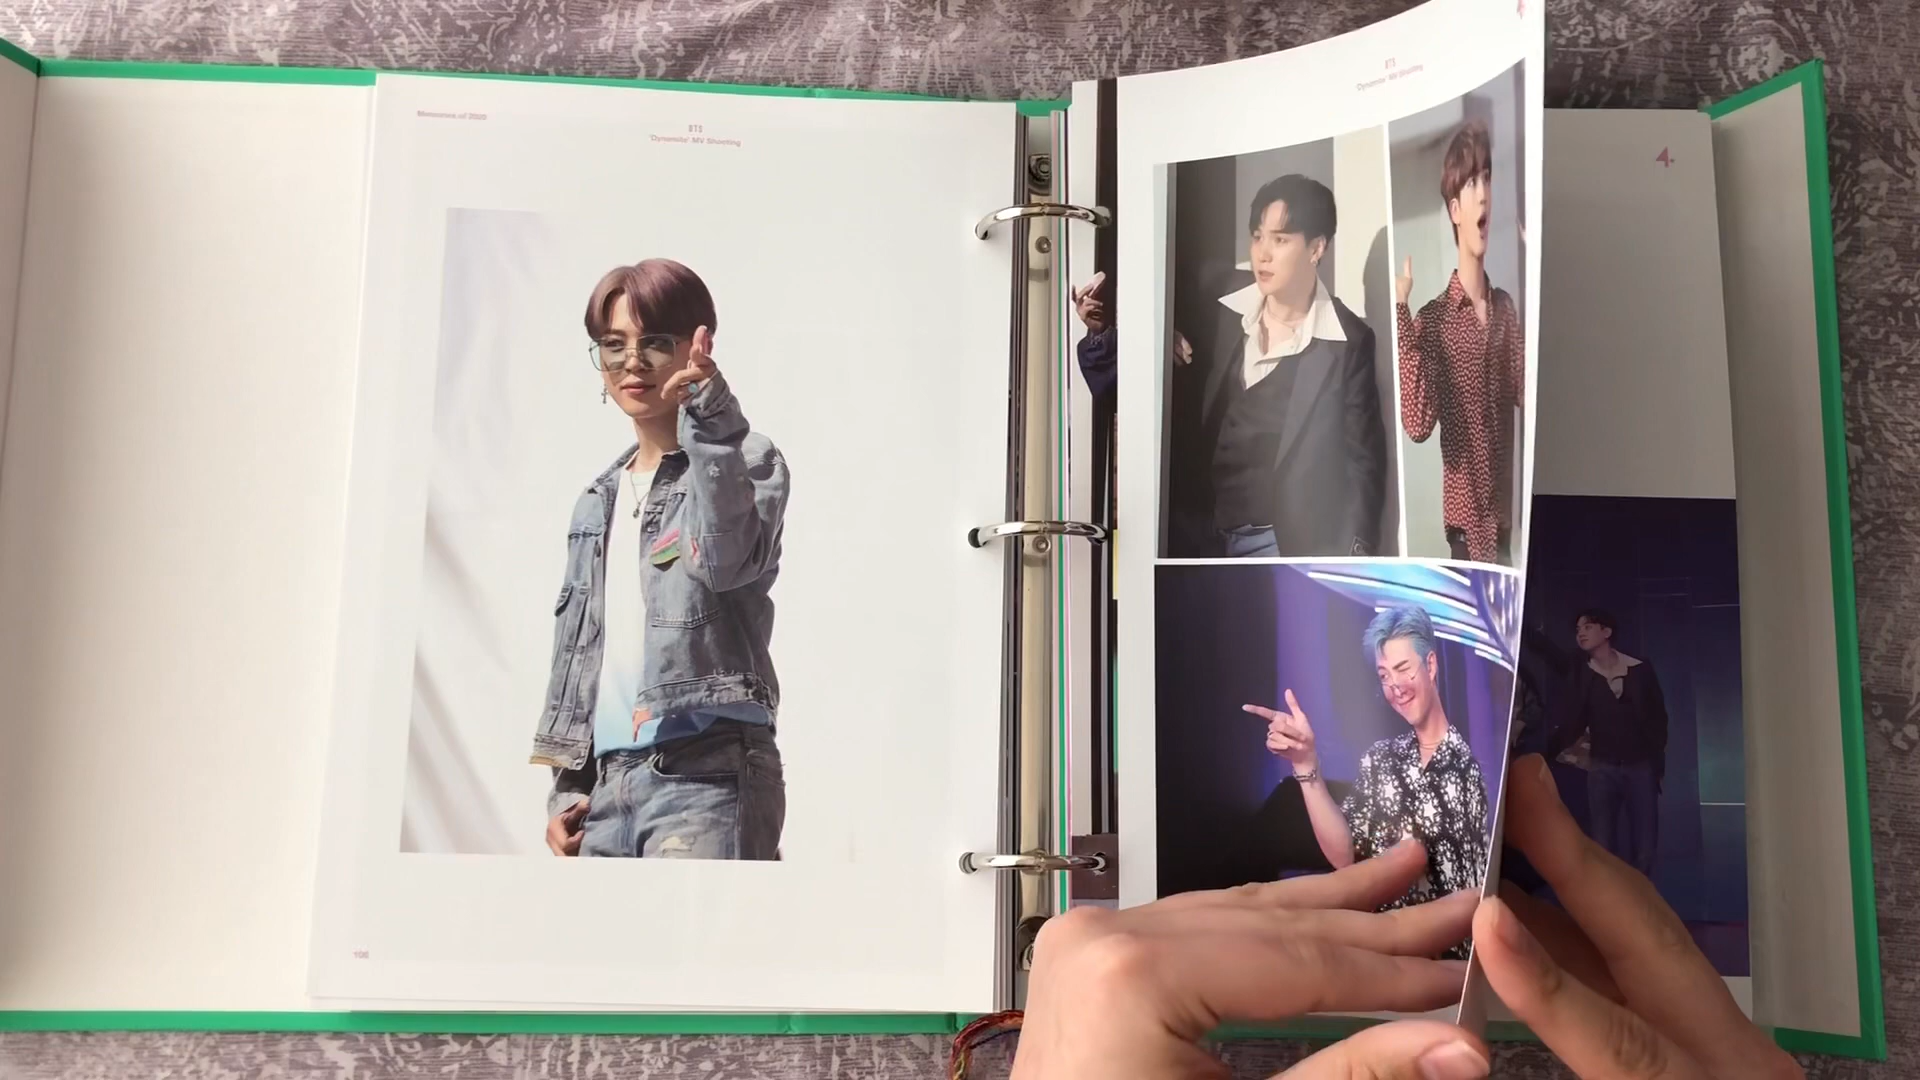 Memories of 2020
BTS
'Dynamite' MV Shooting
106
BTS
'Dynamite' MV Shooting
4.